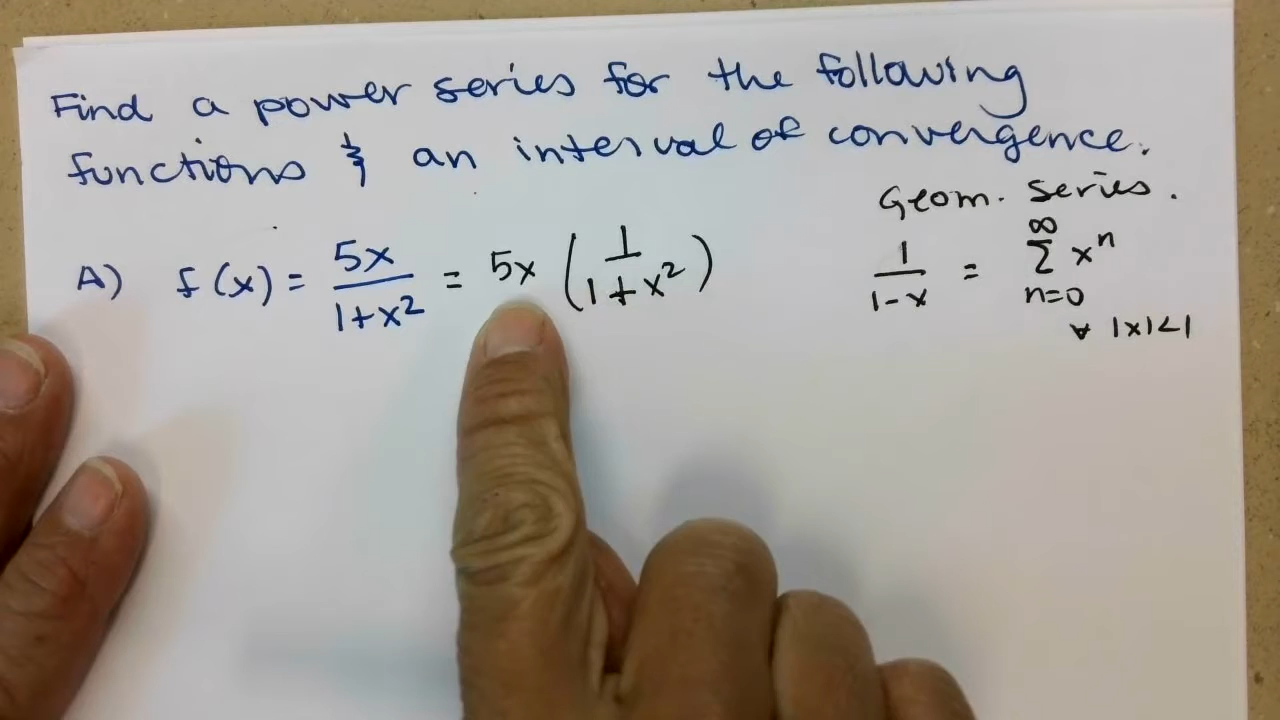 Find a power series for the following
functions & an interval of convergence.
Geom. series.
A) f(x) = 5x/(1+x²) = 5x (1/(1+x²))
1/(1-x) = ∑_{n=0}^{∞} xⁿ
∀ |x|<1